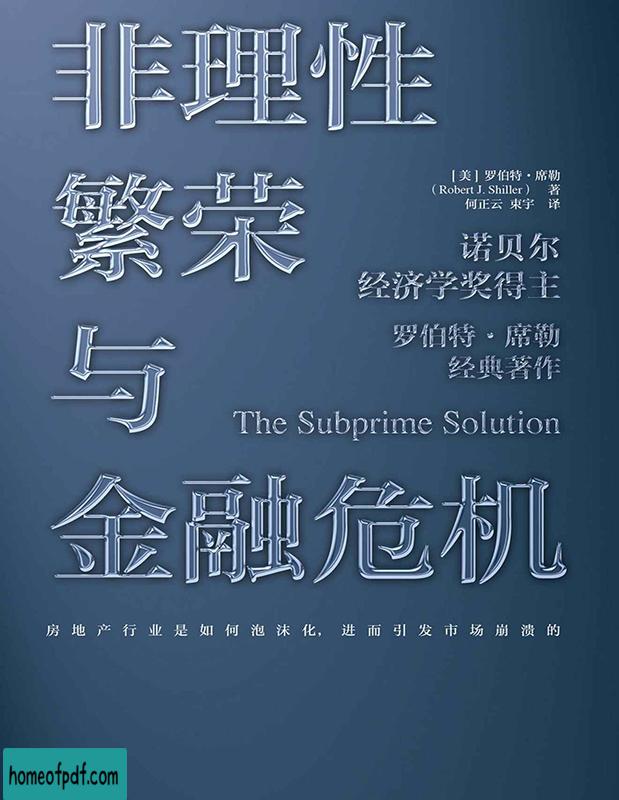 非理性
繁荣
[美] 罗伯特·席勒
(Robert J. Shiller) 著
何正云 束宇 译
诺贝尔
经济学奖得主
罗伯特·席勒
经典著作
与
The Subprime Solution
金融危机
房地产行业是如何泡沫化,进而引发市场崩溃的
homeofpdf.com